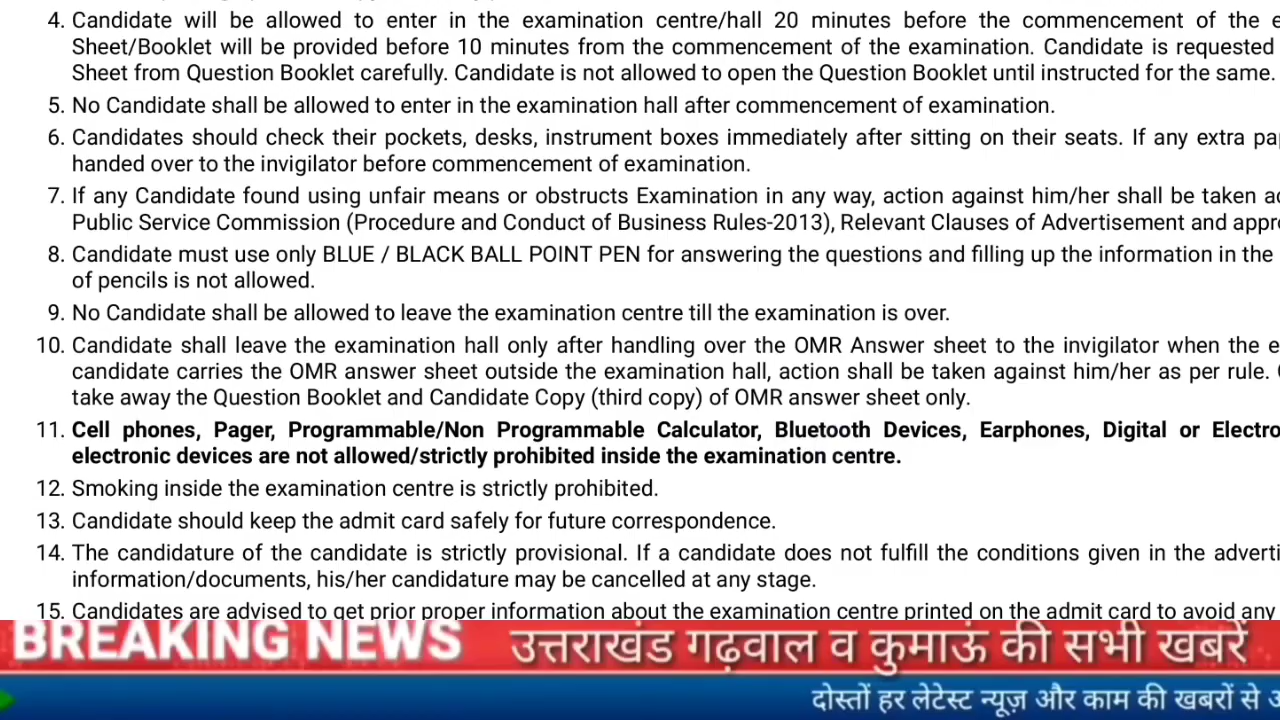 4. Candidate will be allowed to enter in the examination centre/hall 20 minutes before the commencement of the
Sheet/Booklet will be provided before 10 minutes from the commencement of the examination. Candidate is requested
Sheet from Question Booklet carefully. Candidate is not allowed to open the Question Booklet until instructed for the same.
5. No Candidate shall be allowed to enter in the examination hall after commencement of examination.
6. Candidates should check their pockets, desks, instrument boxes immediately after sitting on their seats. If any extra
handed over to the invigilator before commencement of examination.
7. If any Candidate found using unfair means or obstructs Examination in any way, action against him/her shall be taken
Public Service Commission (Procedure and Conduct of Business Rules-2013), Relevant Clauses of Advertisement and
8. Candidate must use only BLUE / BLACK BALL POINT PEN for answering the questions and filling up the information in the
of pencils is not allowed.
9. No Candidate shall be allowed to leave the examination centre till the examination is over.
10. Candidate shall leave the examination hall only after handling over the OMR Answer sheet to the invigilator when the
candidate carries the OMR answer sheet outside the examination hall, action shall be taken against him/her as per rule.
take away the Question Booklet and Candidate Copy (third copy) of OMR answer sheet only.
11. Cell phones, Pager, Programmable/Non Programmable Calculator, Bluetooth Devices, Earphones, Digital or
electronic devices are not allowed/strictly prohibited inside the examination centre.
12. Smoking inside the examination centre is strictly prohibited.
13. Candidate should keep the admit card safely for future correspondence.
14. The candidature of the candidate is strictly provisional. If a candidate does not fulfill the conditions given in the
information/documents, his/her candidature may be cancelled at any stage.
15. Candidates are advised to get prior proper information about the examination centre printed on the admit card to avoid any
BREAKING NEWS उत्तराखंड गढ़वाल व कुमाऊं की सभी खबरें
दोस्तों हर लेटेस्ट न्यूज़ और काम की खबरों से